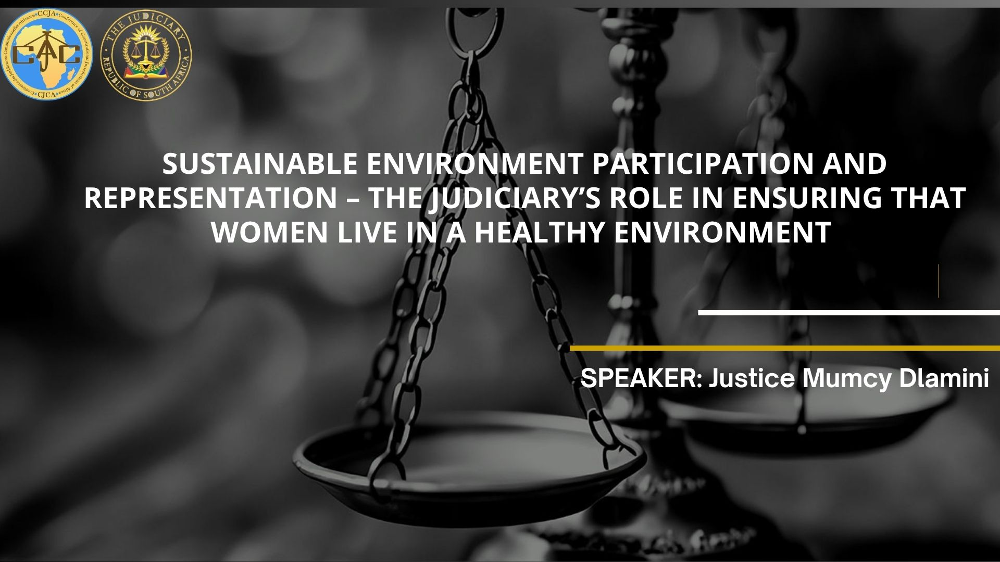 CCJA
Conférence des Juridictions Constitutionnelles Africaines
Conference of Constitutional Jurisdictions of Africa
CJCA
CJAC
THE JUDICIARY
REPUBLIC OF SOUTH AFRICA
SUSTAINABLE ENVIRONMENT PARTICIPATION AND
REPRESENTATION – THE JUDICIARY’S ROLE IN ENSURING THAT
WOMEN LIVE IN A HEALTHY ENVIRONMENT
SPEAKER: Justice Mumcy Dlamini